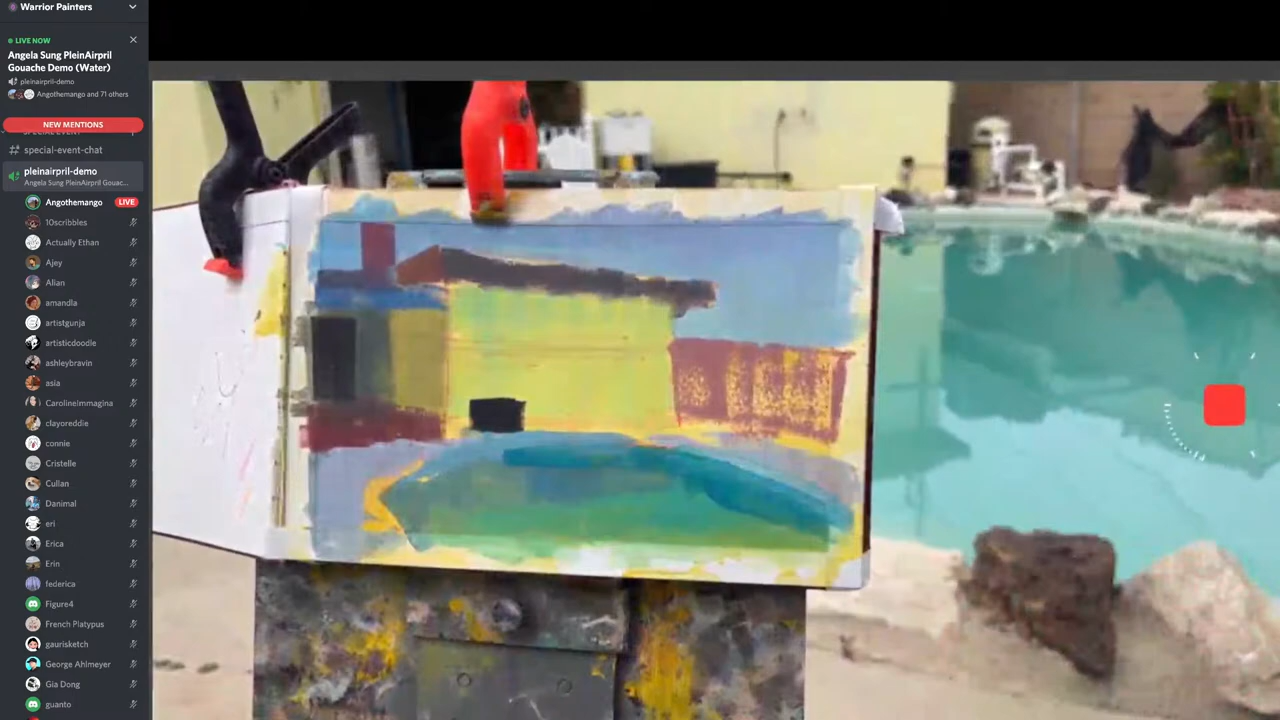 Warrior Painters
LIVE NOW
Angela Sung PleinAirpril
Gouache Demo (Water)
pleinairpril-demo
Angothemango and 71 others
NEW MENTIONS
# special-event-chat
pleinairpril-demo
Angela Sung PleinAirpril Gouac...
Angothemango LIVE
10scribbles
Actually Ethan
Ajey
Alian
amandla
artistgunja
artisticdoodle
ashleybravin
asia
CarolineImmagina
clayoreddie
connie
Cristelle
Cullan
Danimal
eri
Erica
Erin
federica
Figure4
French Platypus
gaurisketch
George Ahlmeyer
Gia Dong
guanto